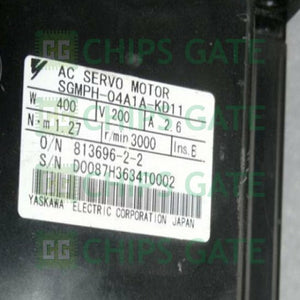 CHIPS GATE
AC SERVO MOTOR
SGMPH-04A1A-KD11
W 400 V 200 A 2.6
N·m 1.27 r/min 3000 Ins. E
O/N 813696-2-2
S/N D0087H363410002
YASKAWA ELECTRIC CORPORATION JAPAN
CHIPS GATE